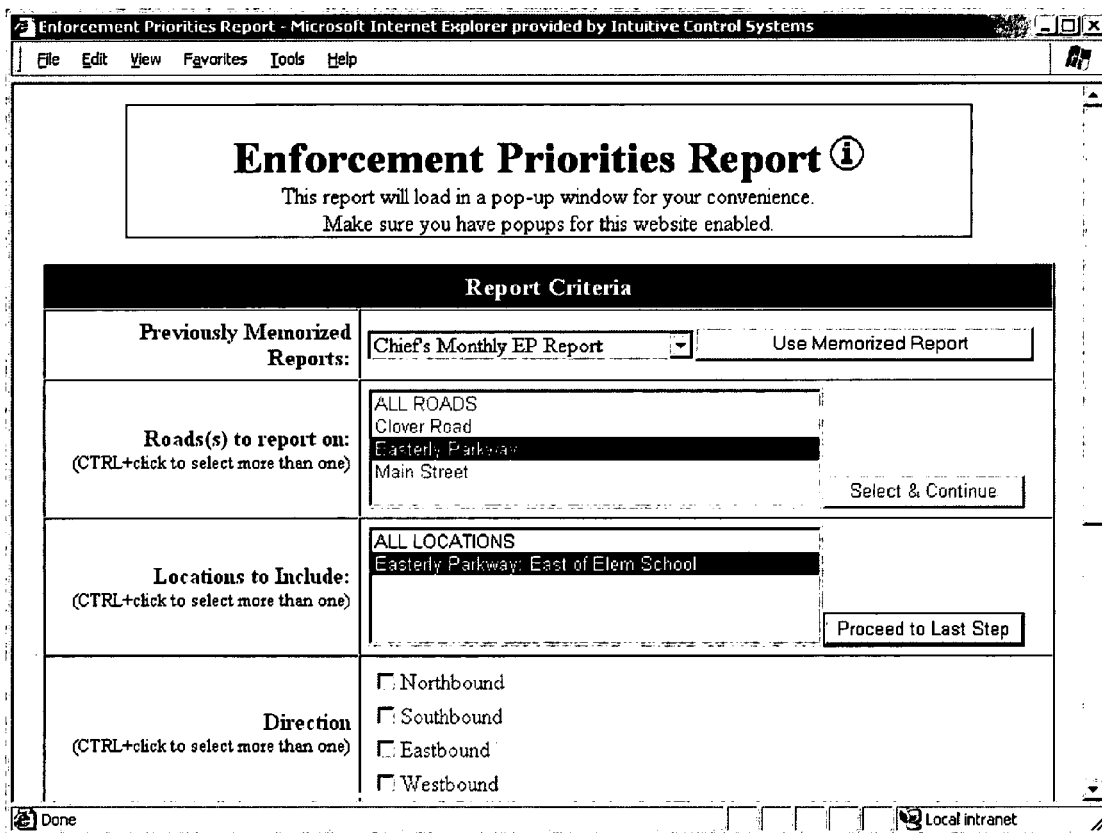 Enforcement Priorities Report - Microsoft Internet Explorer provided by Intuitive Control Systems
File Edit View Favorites Tools Help
Enforcement Priorities Report i
This report will load in a pop-up window for your convenience.
Make sure you have popups for this website enabled.
Report Criteria
Previously Memorized
Reports:
Chief's Monthly EP Report
Use Memorized Report
Roads(s) to report on:
(CTRL+click to select more than one)
ALL ROADS
Clover Road
Easterly Parkway
Main Street
Select & Continue
Locations to Include:
(CTRL+click to select more than one)
ALL LOCATIONS
Easterly Parkway: East of Elem School
Proceed to Last Step
Direction
(CTRL+click to select more than one)
Northbound
Southbound
Eastbound
Westbound
Done
Local intranet